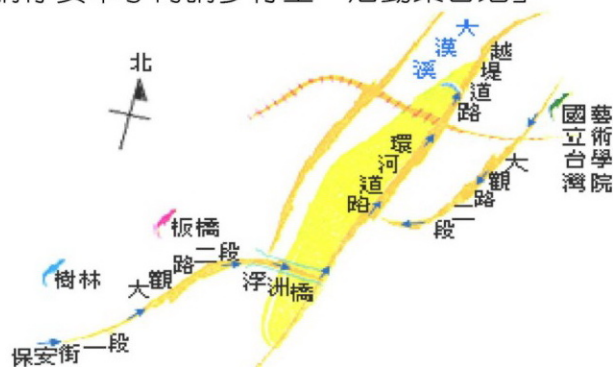 大漢溪
越堤道路
北
國立台灣
藝術學院
環河道路
大觀路二段
板橋
樹林
大觀路二段
浮洲橋
保安街一段